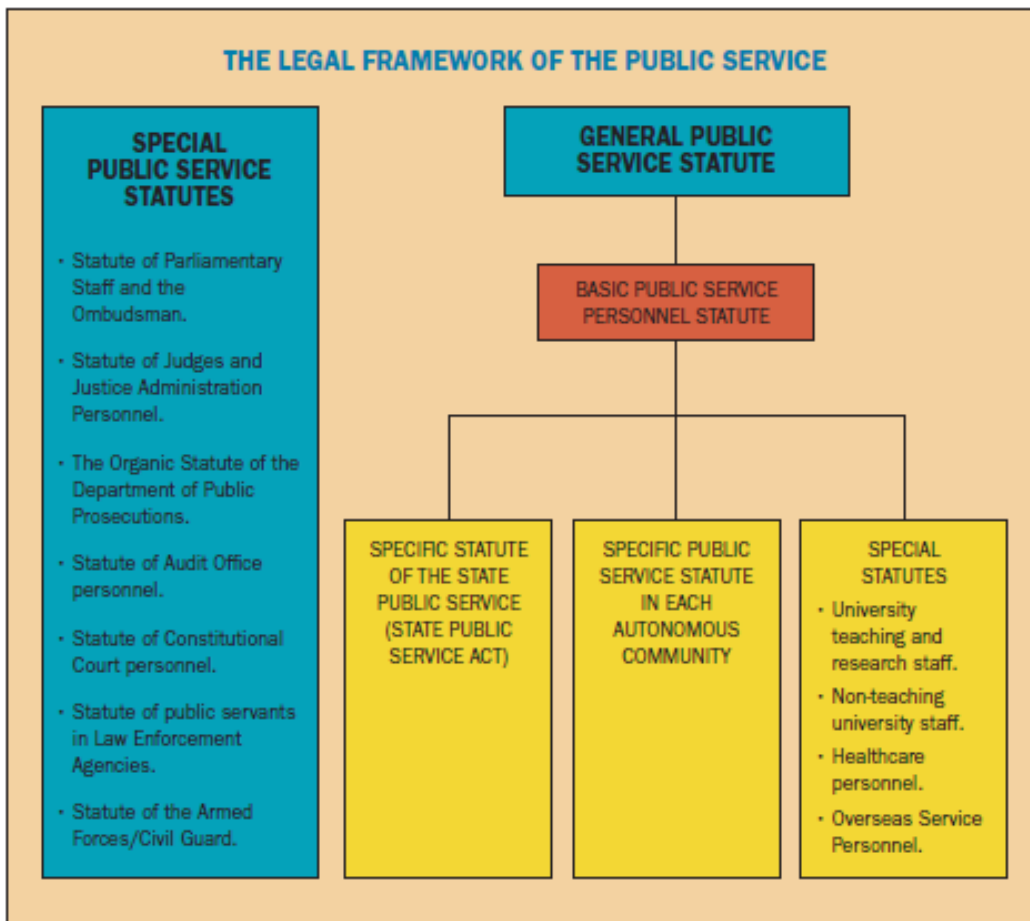 THE LEGAL FRAMEWORK OF THE PUBLIC SERVICE
SPECIAL
PUBLIC SERVICE
STATUTES
· Statute of Parliamentary
Staff and the
Ombudsman.
· Statute of Judges and
Justice Administration
Personnel.
· The Organic Statute of the
Department of Public
Prosecutions.
· Statute of Audit Office
personnel.
· Statute of Constitutional
Court personnel.
· Statute of public servants
in Law Enforcement
Agencies.
· Statute of the Armed
Forces/Civil Guard.
GENERAL PUBLIC
SERVICE STATUTE
BASIC PUBLIC SERVICE
PERSONNEL STATUTE
SPECIFIC STATUTE
OF THE STATE
PUBLIC SERVICE
(STATE PUBLIC
SERVICE ACT)
SPECIFIC PUBLIC
SERVICE STATUTE
IN EACH
AUTONOMOUS
COMMUNITY
SPECIAL
STATUTES
· University
teaching and
research staff.
· Non-teaching
university staff.
· Healthcare
personnel.
· Overseas Service
Personnel.